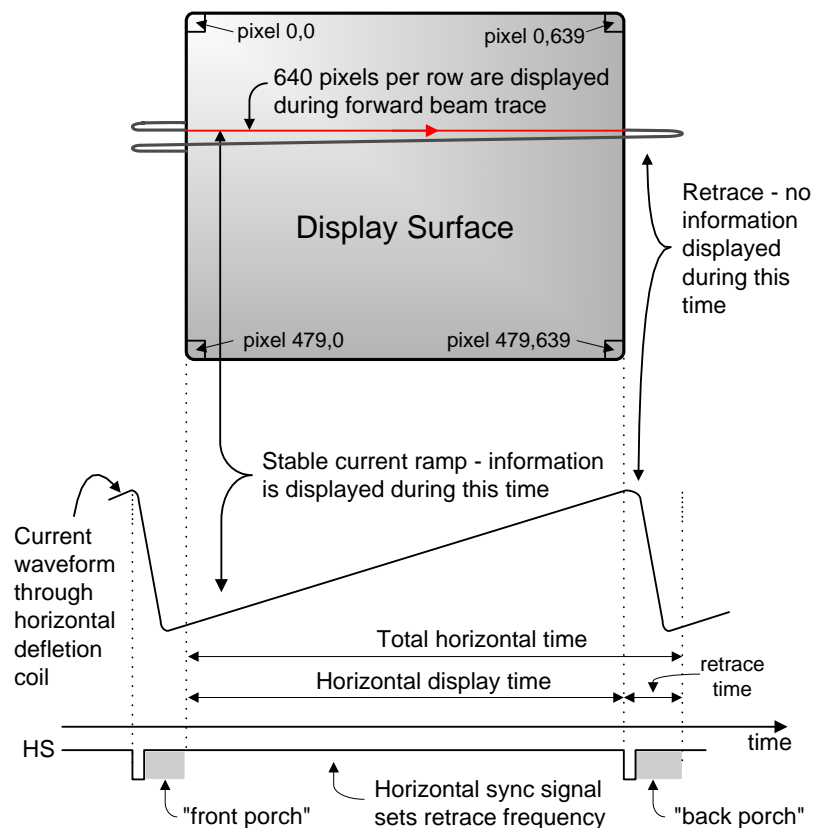 pixel 0,0
pixel 0,639
640 pixels per row are displayed
during forward beam trace
Retrace - no
information
displayed
during this
time
Display Surface
pixel 479,0
pixel 479,639
Stable current ramp - information
is displayed during this time
Current
waveform
through
horizontal
defletion
coil
Total horizontal time
Horizontal display time
retrace
time
time
HS
"front porch"
Horizontal sync signal
sets retrace frequency
"back porch"